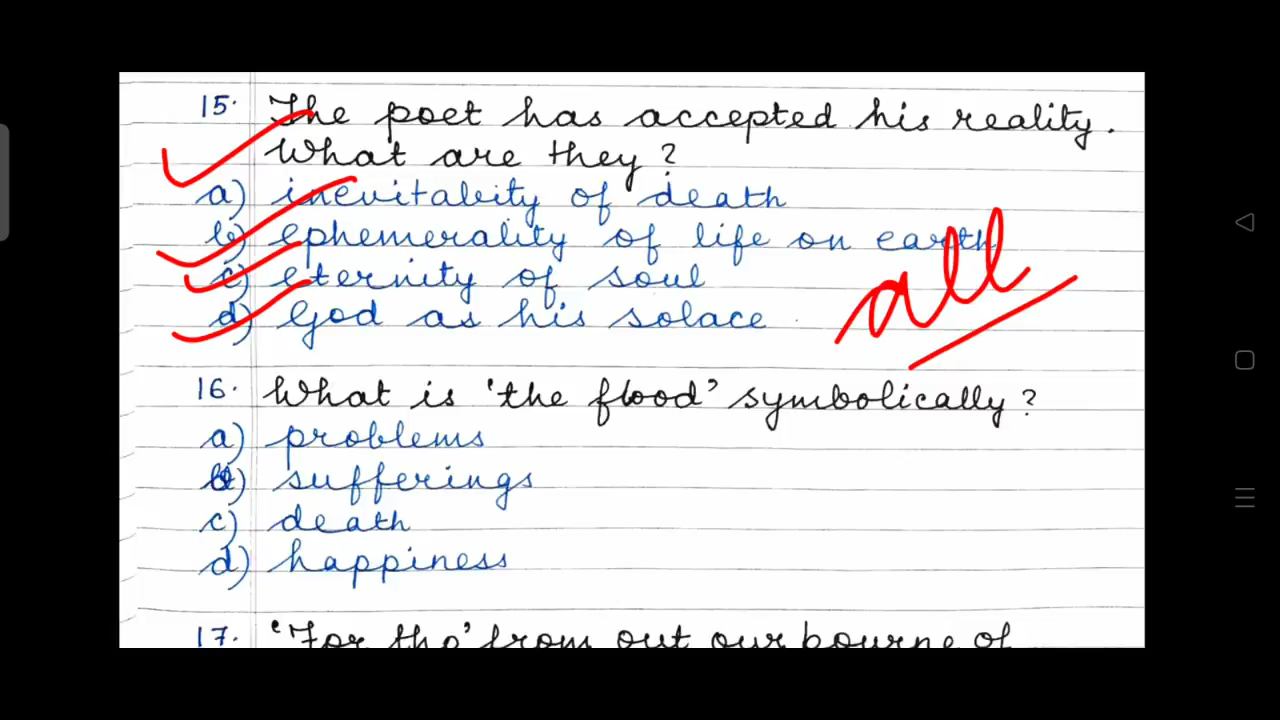 15. The poet has accepted his reality.
What are they?
a) inevitability of death
b) ephemerality of life on earth
c) eternity of soul
d) God as his solace
all
16. What is 'the flood' symbolically?
a) problems
b) sufferings
c) death
d) happiness
17. 'For tho' from out our bourne of